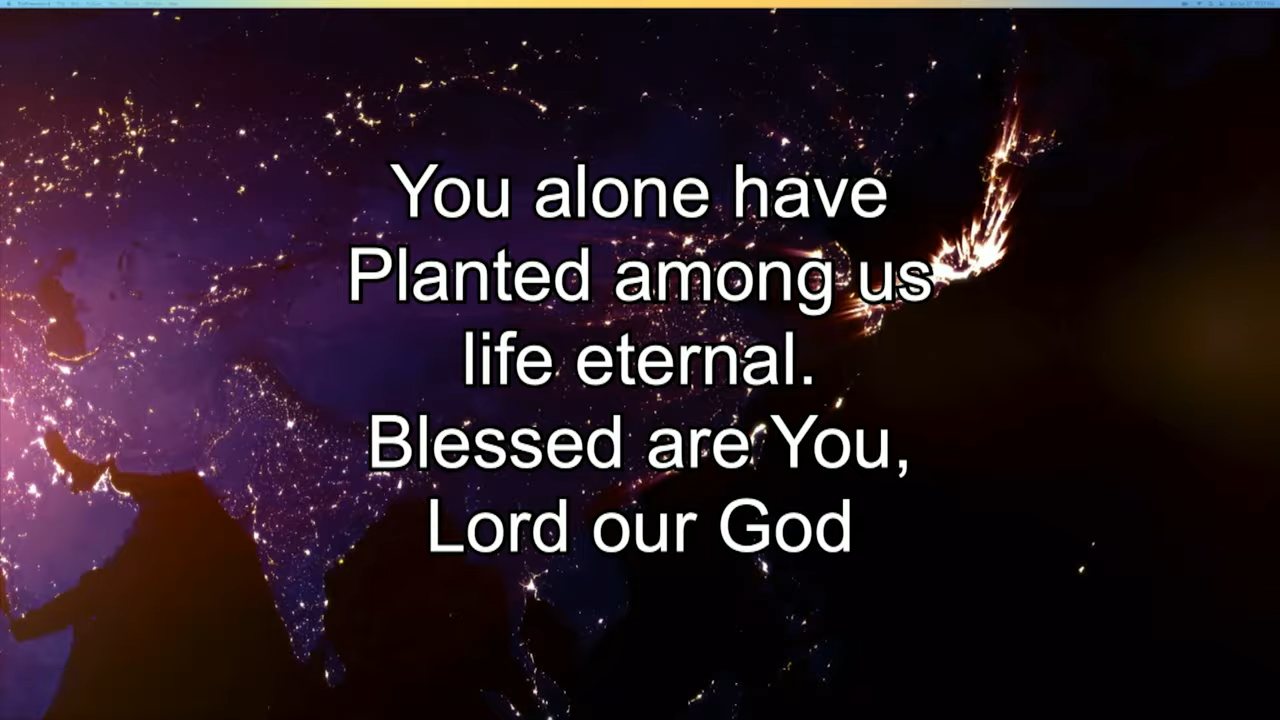 You alone have
Planted among us
life eternal.
Blessed are You,
Lord our God